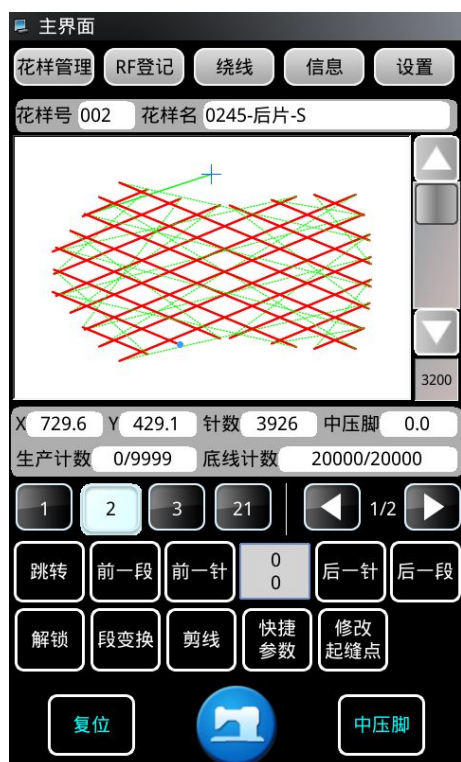 主界面
花样管理 RF登记 绕线 信息 设置
花样号 002 花样名 0245-后片-S
3200
X 729.6 Y 429.1 针数 3926 中压脚 0.0
生产计数 0/9999 底线计数 20000/20000
1 2 3 21 1/2
跳转 前一段 前一针 0 后一针 后一段
0
解锁 段变换 剪线 快捷 修改
参数 起缝点
复位 中压脚